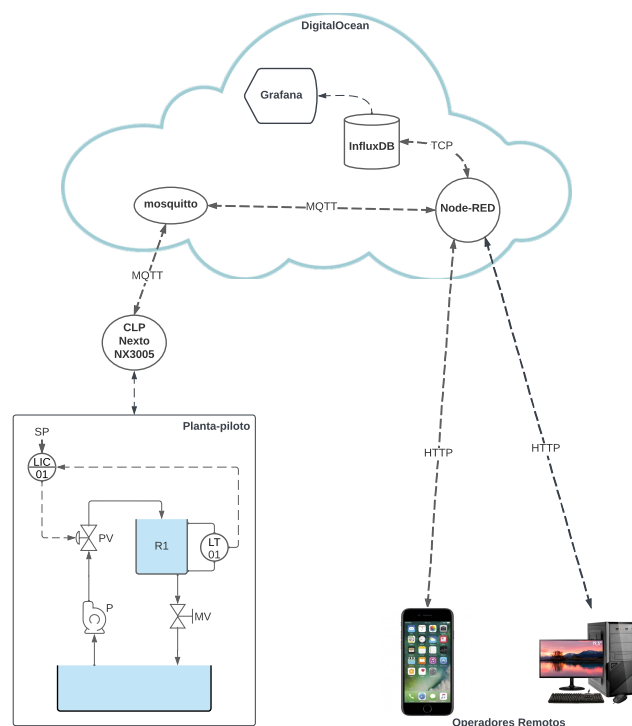 DigitalOcean
Grafana
InfluxDB
TCP
mosquitto
MQTT
Node-RED
MQTT
CLP
Nexto
NX3005
Planta-piloto
SP
LIC
01
HTTP
HTTP
PV
R1
LT
01
P
MV
Operadores Remotos